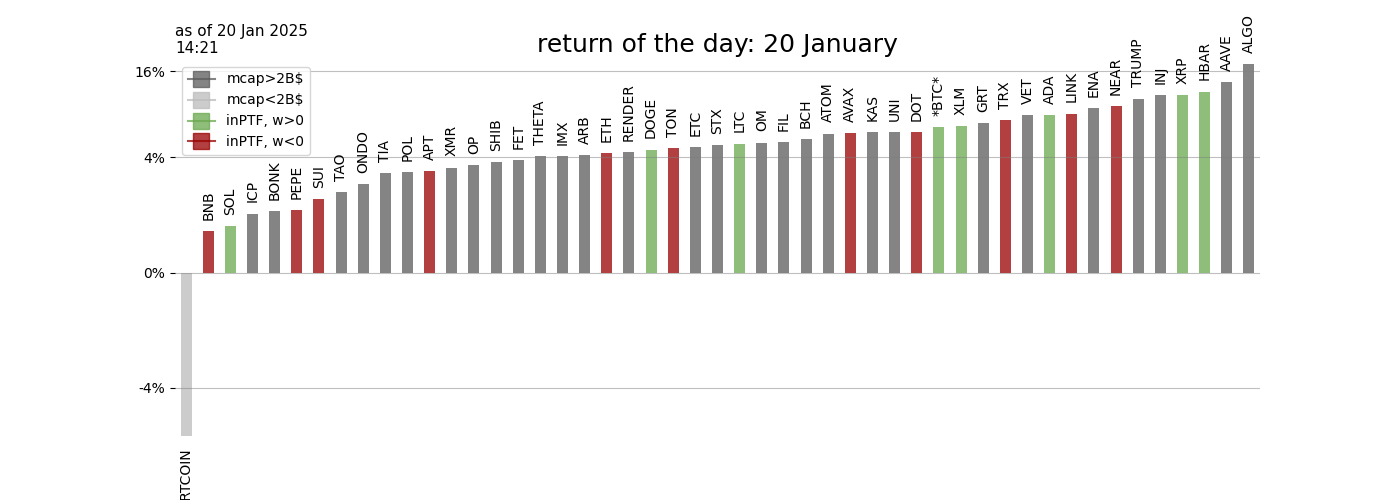 as of 20 Jan 2025
14:21
return of the day: 20 January
mcap>2B$
mcap<2B$
inPTF, w>0
inPTF, w<0
16%
4%
0%
-4%
RTCOIN
BNB
SOL
ICP
BONK
PEPE
SUI
TAO
ONDO
TIA
POL
APT
XMR
OP
SHIB
FET
THETA
IMX
ARB
ETH
RENDER
DOGE
TON
ETC
STX
LTC
OM
FIL
BCH
ATOM
AVAX
KAS
UNI
DOT
*BTC*
XLM
GRT
TRX
VET
ADA
LINK
ENA
NEAR
TRUMP
INJ
XRP
HBAR
AAVE
ALGO